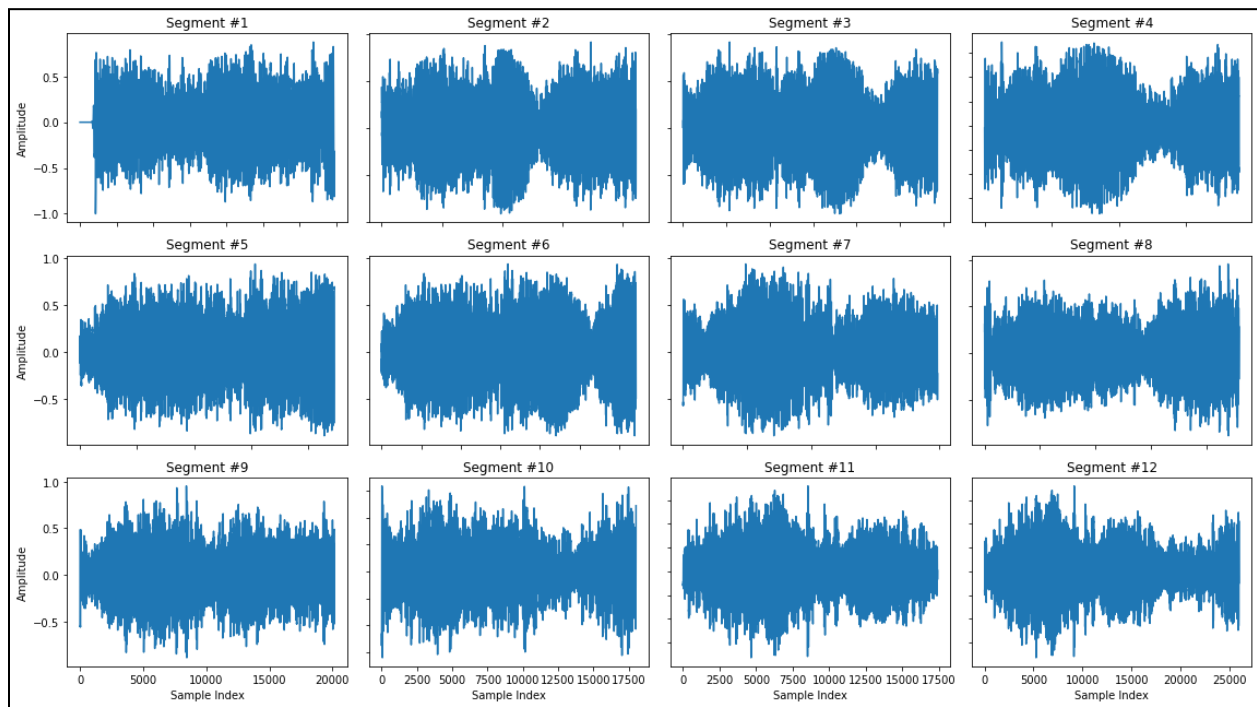 Segment #1 Segment #2 Segment #3 Segment #4
Amplitude
0.5
0.0
−0.5
−1.0
Segment #5 Segment #6 Segment #7 Segment #8
Amplitude
1.0
0.5
0.0
−0.5
Segment #9 Segment #10 Segment #11 Segment #12
Amplitude
1.0
0.5
0.0
−0.5
0 5000 10000 15000 20000 0 2500 5000 7500 10000 12500 15000 17500 0 2500 5000 7500 10000 12500 15000 17500 0 5000 10000 15000 20000 25000
Sample Index Sample Index Sample Index Sample Index